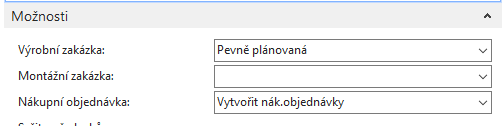 Možnosti
Výrobní zakázka: Pevně plánovaná
Montážní zakázka:
Nákupní objednávka: Vytvořit nák.objednávky